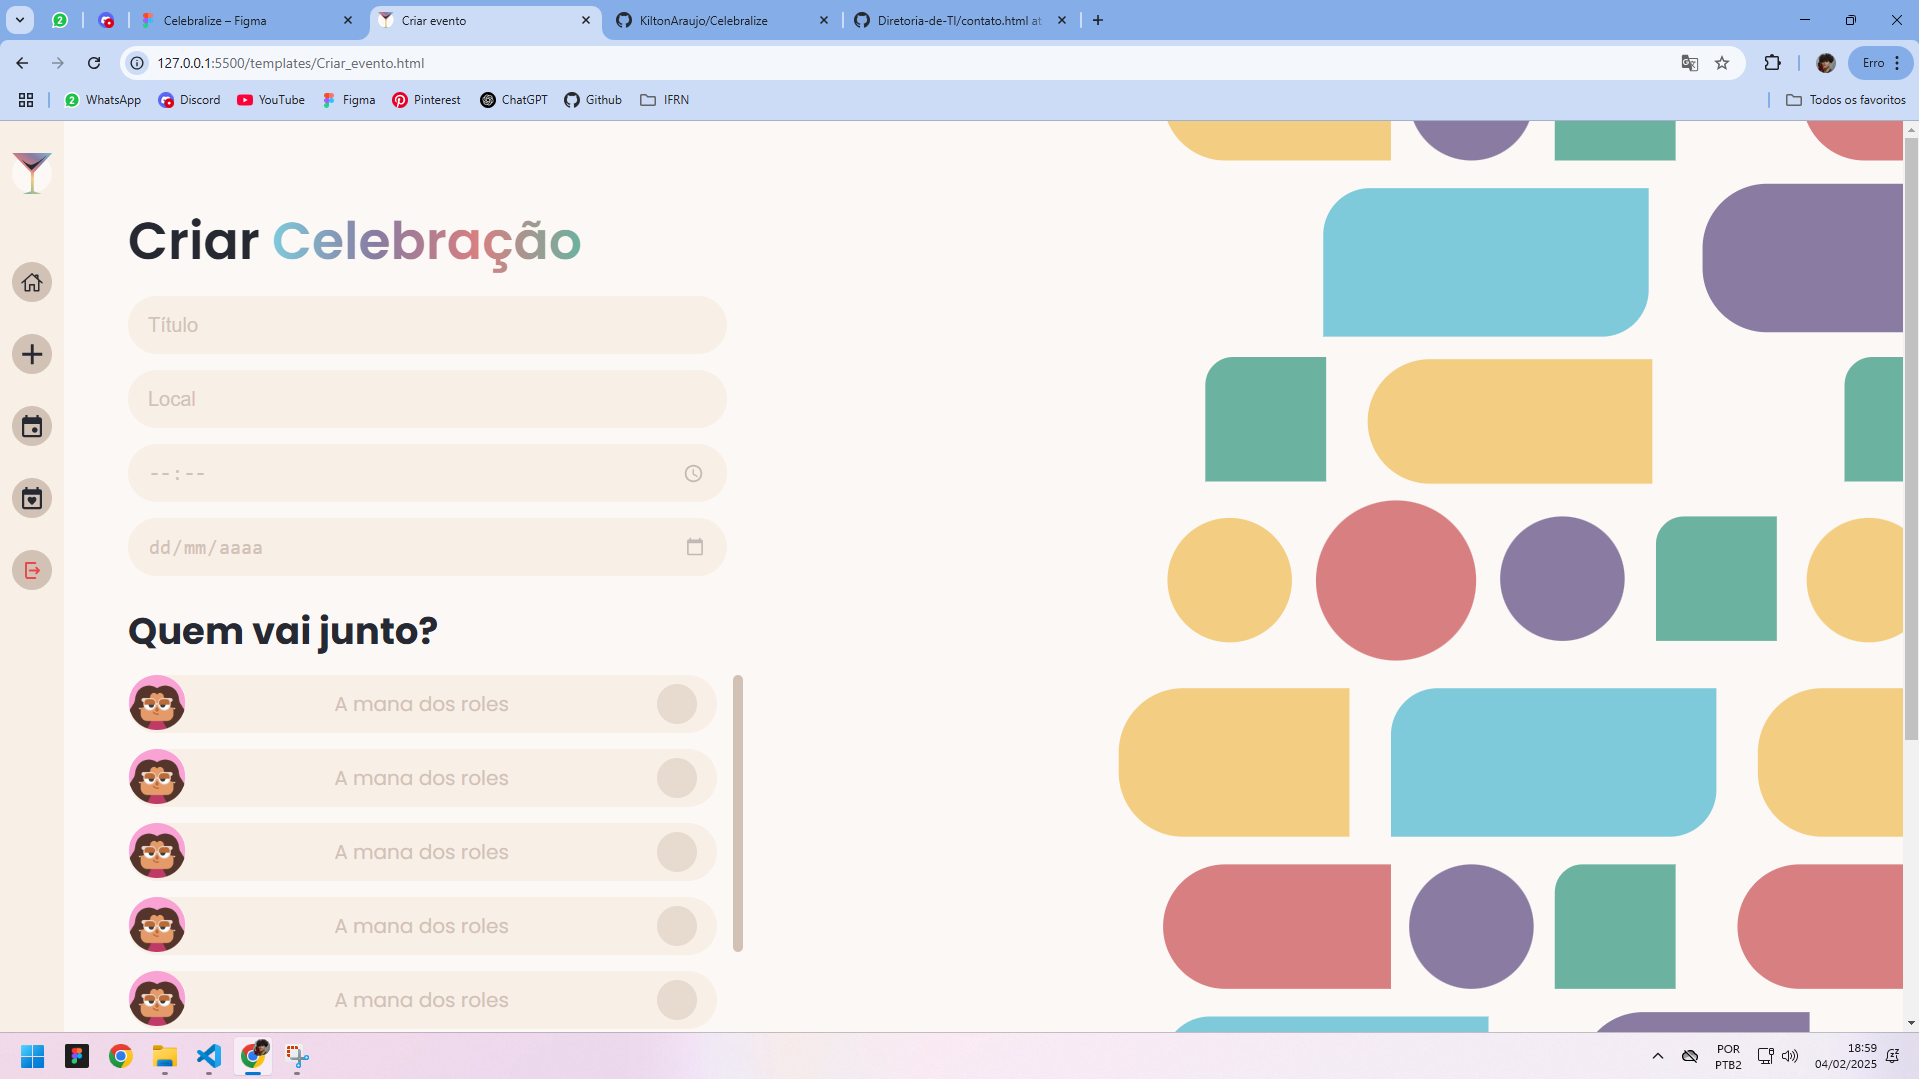 Celebralize – Figma
Criar evento
KiltonAraujo/Celebralize
Diretoria-de-TI/contato.html at
127.0.0.1:5500/templates/Criar_evento.html
Erro
WhatsApp
Discord
YouTube
Figma
Pinterest
ChatGPT
Github
IFRN
Todos os favoritos
Criar Celebração
Título
Local
--:--
dd/mm/aaaa
Quem vai junto?
A mana dos roles
A mana dos roles
A mana dos roles
A mana dos roles
A mana dos roles
POR
PTB2
18:59
04/02/2025